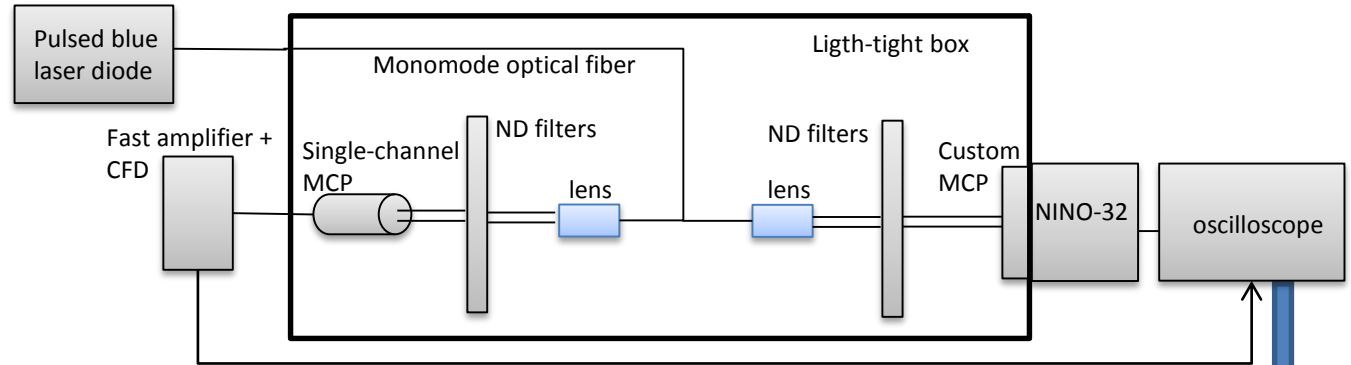 Pulsed blue
laser diode
Ligth-tight box
Monomode optical fiber
Fast amplifier +
CFD
Single-channel
MCP
ND filters
lens
lens
ND filters
Custom
MCP
NINO-32
oscilloscope